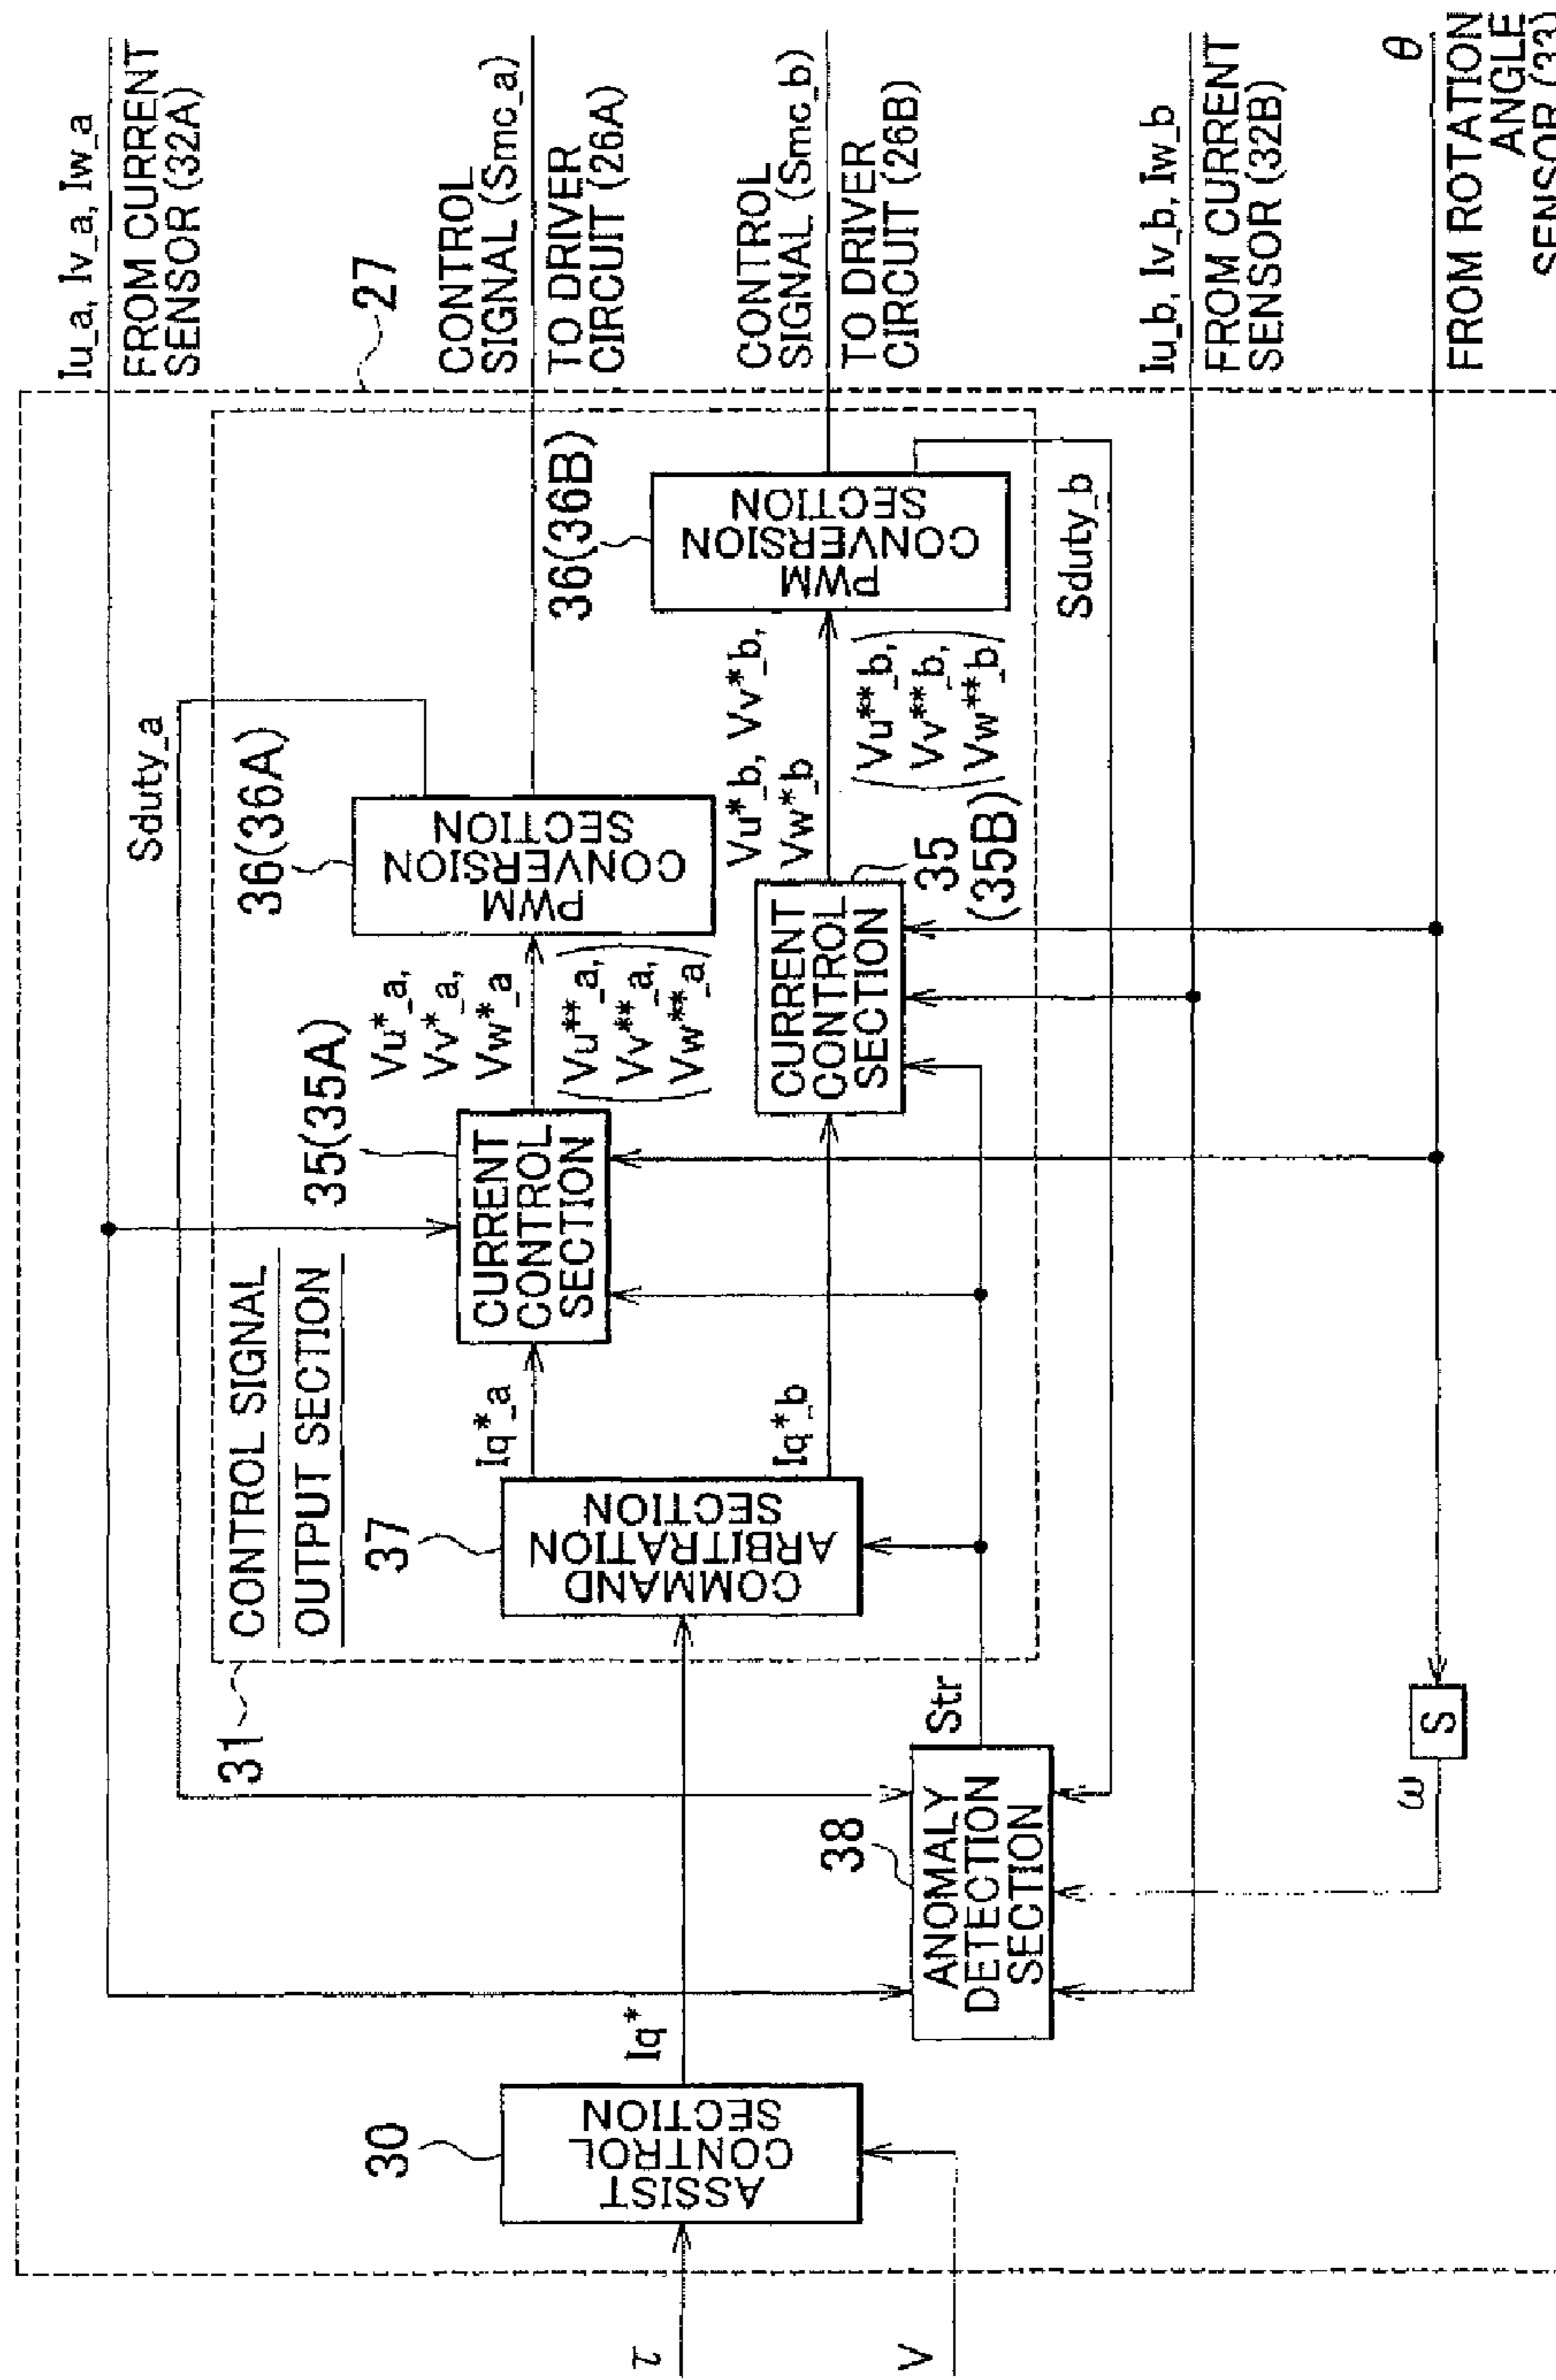 Iu_a, Iv_a, Iw_a
FROM CURRENT
SENSOR (32A)
27
CONTROL
SIGNAL (Smc_a)
TO DRIVER
CIRCUIT (26A)
CONTROL
SIGNAL (Smc_b)
TO DRIVER
CIRCUIT (26B)
Iu_b, Iv_b, Iw_b
FROM CURRENT
SENSOR (32B)
θ
FROM ROTATION
ANGLE
SENSOR (33)
Sduty_a
36(36A)
PWM
CONVERSION
SECTION
36(36B)
PWM
CONVERSION
SECTION
Sduty_b
35(35A)
Vu*_a,
Vv*_a,
Vw*_a
(Vu**_a,
Vv**_a,
Vw**_a)
CURRENT
CONTROL
SECTION
Vu*_b, Vv*_b,
Vw*_b
(Vu**_b,
Vv**_b,
Vw**_b)
35
(35B)
CURRENT
CONTROL
SECTION
31
CONTROL SIGNAL
OUTPUT SECTION
37
COMMAND
ARBITRATION
SECTION
Iq*_a
Iq*_b
Str
38
ANOMALY
DETECTION
SECTION
S
ω
Iq*
30
ASSIST
CONTROL
SECTION
τ
V